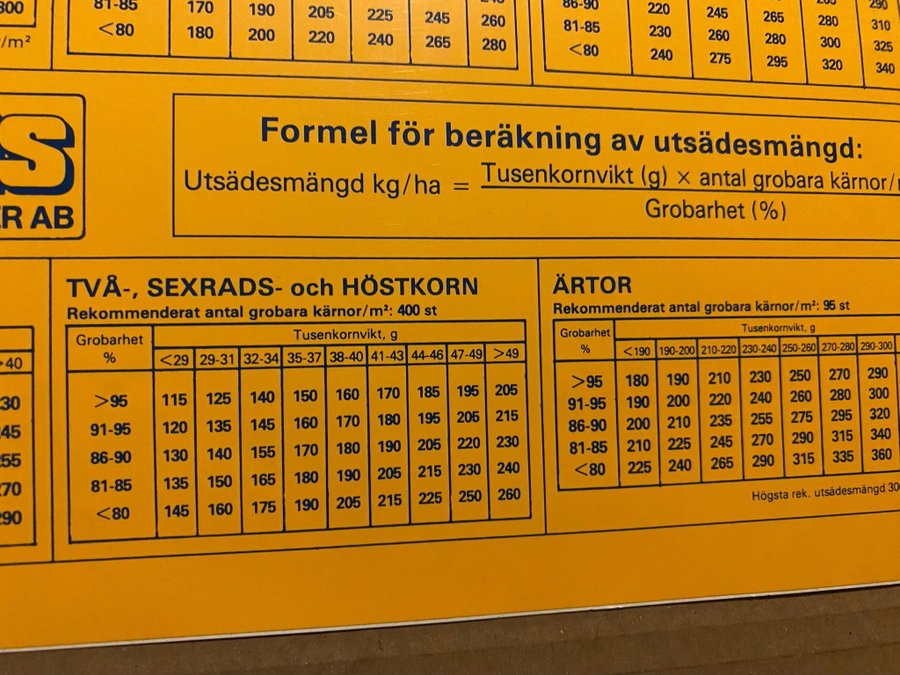 300 81-85 170 190 205 225 245 260
<80 180 200 220 240 265 280
86-90 220 245 265 280 290
81-85 230 260 280 300 310
<80 240 275 295 320 325
340
/m²
S
ER AB
Formel för beräkning av utsädesmängd:
Utsädesmängd kg/ha = Tusenkornvikt (g) × antal grobara kärnor/
Grobarhet (%)
>40
30
45
55
70
90
TVÅ-, SEXRADS- och HÖSTKORN
Rekommenderat antal grobara kärnor/m²: 400 st
Grobarhet % Tusenkornvikt, g
<29 29-31 32-34 35-37 38-40 41-43 44-46 47-49 >49
>95 115 125 140 150 160 170 185 195 205
91-95 120 135 145 160 170 180 195 205 215
86-90 130 140 155 170 180 190 205 220 230
81-85 135 150 165 180 190 205 215 230 240
<80 145 160 175 190 205 215 225 250 260
ÄRTOR
Rekommenderat antal grobara kärnor/m²: 95 st
Grobarhet % Tusenkornvikt, g
<190 190-200 210-220 230-240 250-260 270-280 290-300
>95 180 190 210 230 250 270 290
91-95 190 200 220 240 260 280 300
86-90 200 210 235 255 275 295 320
81-85 210 225 245 270 290 315 340
<80 225 240 265 290 315 335 360
Högsta rek. utsädesmängd 30